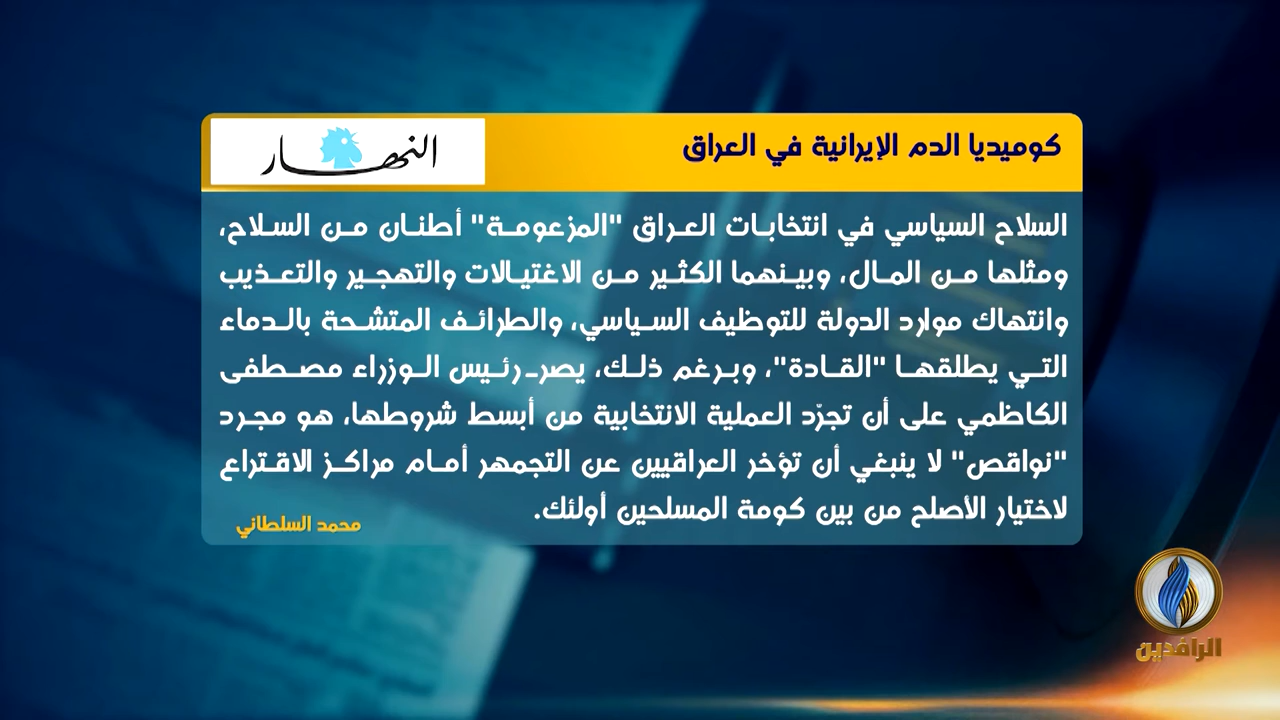 كوميديا الدم الإيرانية في العراق
النهار
السلاح السياسي في انتخابات العراق "المزعومة" أطنان من السلاح،
ومثلها من المال، وبينهما الكثير من الاغتيالات والتهجير والتعذيب
وانتهاك موارد الدولة للتوظيف السياسي، والطرائف المتشحة بالدماء
التي يطلقها "القادة"، وبرغم ذلك، يصر رئيس الوزراء مصطفى
الكاظمي على أن تجرّد العملية الانتخابية من أبسط شروطها، هو مجرد
"نواقص" لا ينبغي أن تؤخر العراقيين عن التجمهر أمام مراكز الاقتراع
لاختيار الأصلح من بين كومة المسلحين أولئك.
محمد السلطاني
الرافدين